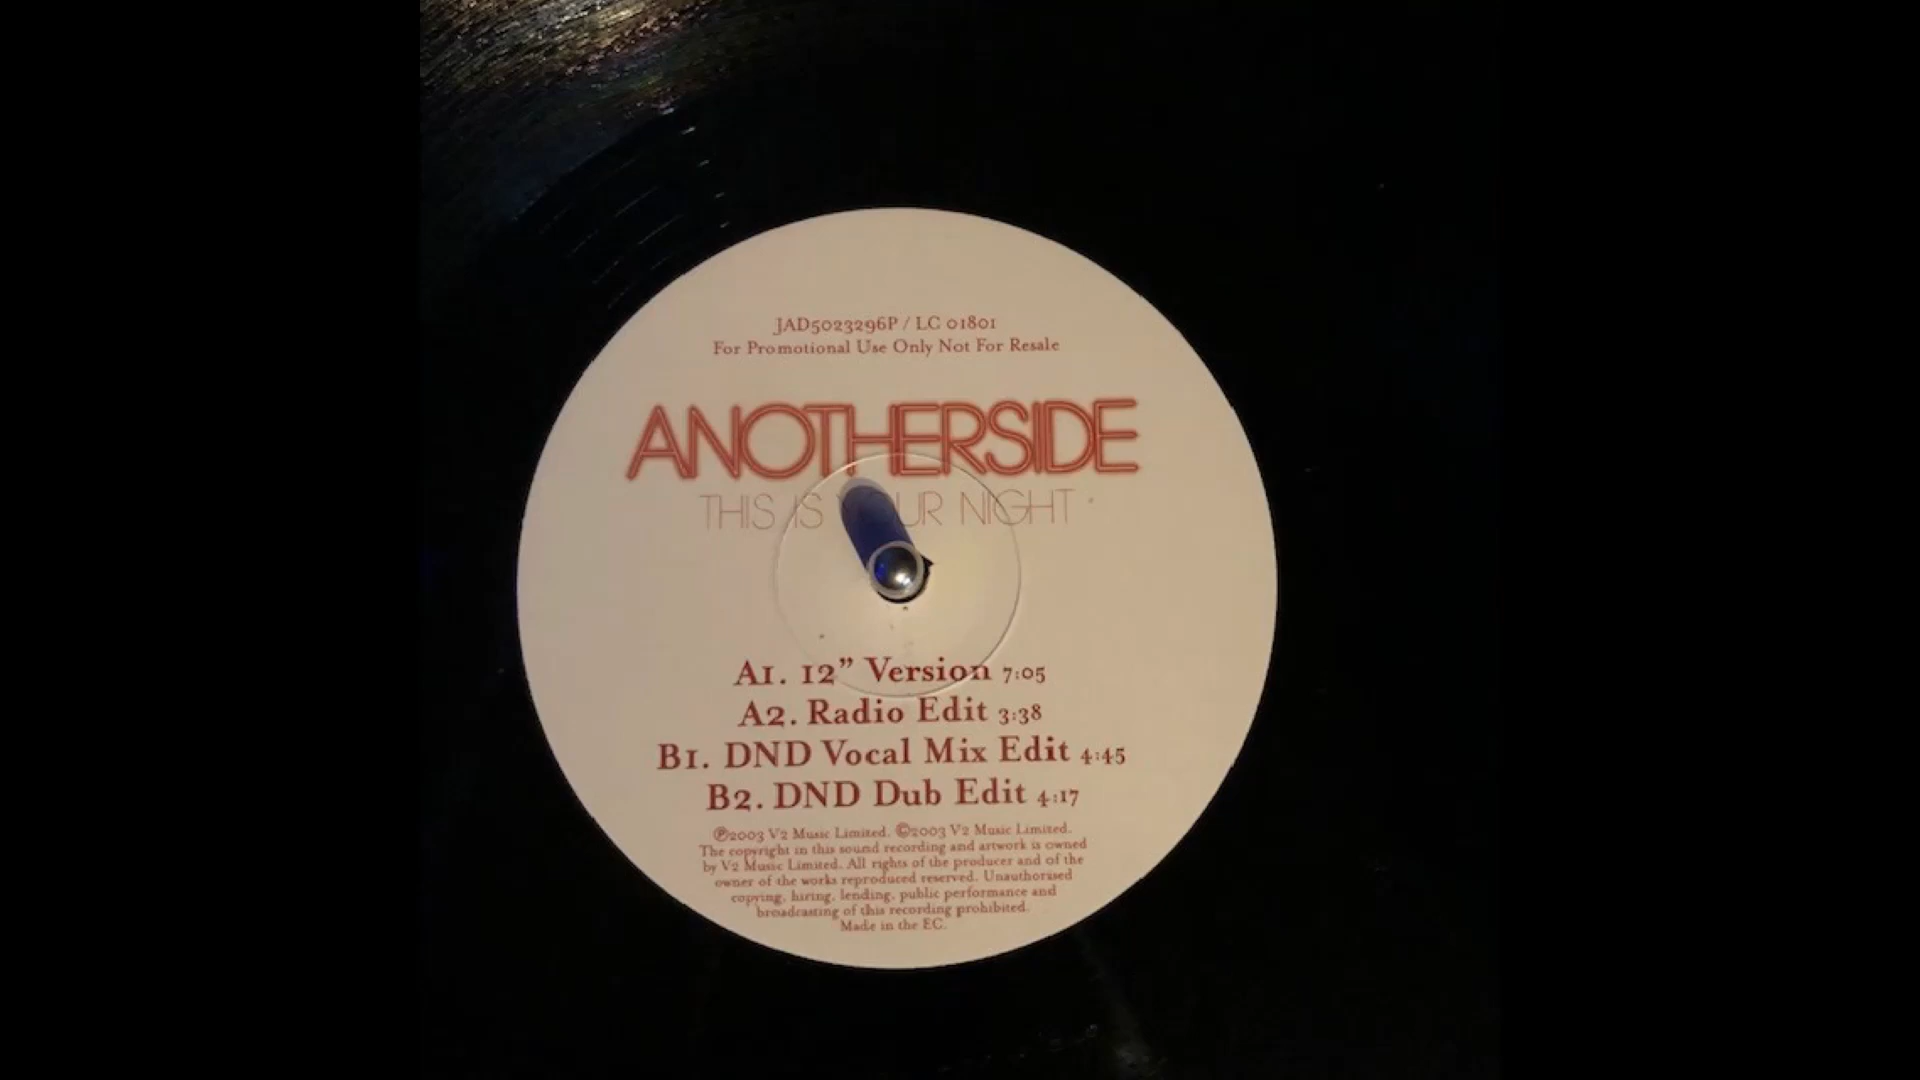 JAD5023296P / LC 01801
For Promotional Use Only Not For Resale
ANOTHERSIDE
THIS IS YOUR NIGHT
A1. 12” Version 7:05
A2. Radio Edit 3:38
B1. DND Vocal Mix Edit 4:45
B2. DND Dub Edit 4:17
℗2003 V2 Music Limited. ©2003 V2 Music Limited.
The copyright in this sound recording and artwork is owned
by V2 Music Limited. All rights of the producer and of the
owner of the works reproduced reserved. Unauthorised
copying, hiring, lending, public performance and
broadcasting of this recording prohibited.
Made in the EC.